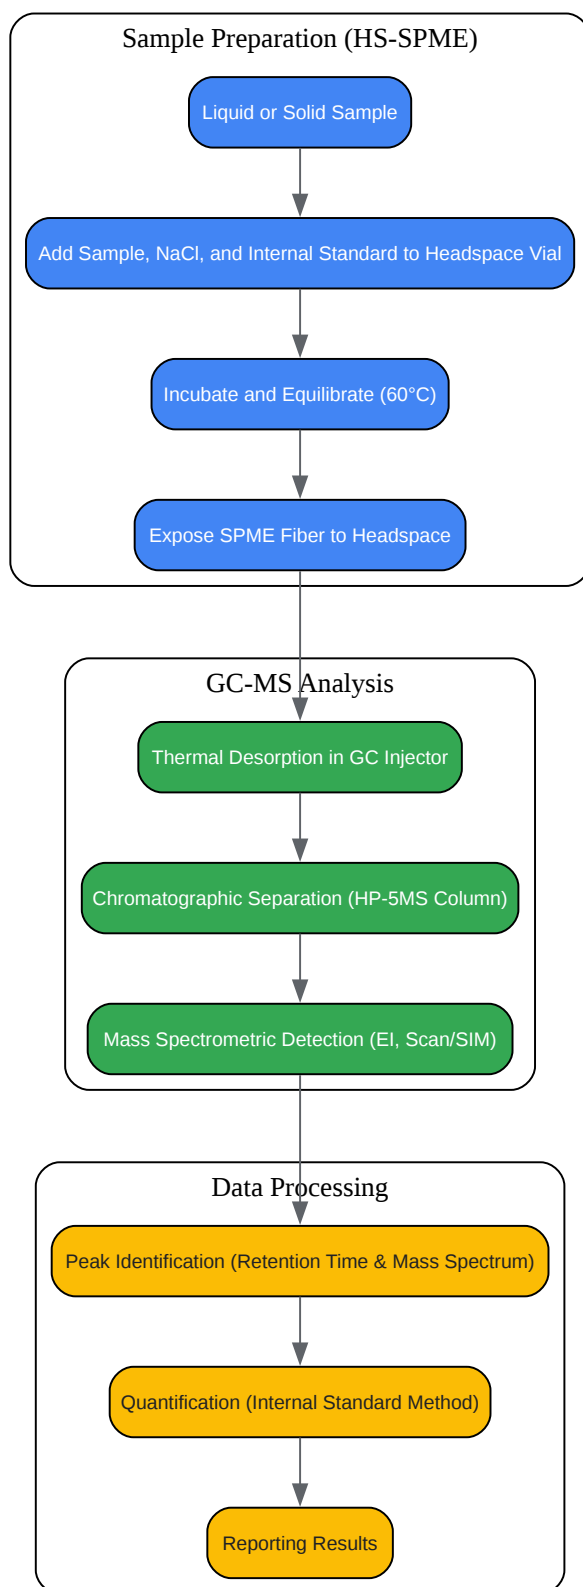 Sample Preparation (HS-SPME)
Liquid or Solid Sample
Add Sample, NaCl, and Internal Standard to Headspace Vial
Incubate and Equilibrate (60°C)
Expose SPME Fiber to Headspace
GC-MS Analysis
Thermal Desorption in GC Injector
Chromatographic Separation (HP-5MS Column)
Mass Spectrometric Detection (EI, Scan/SIM)
Data Processing
Peak Identification (Retention Time & Mass Spectrum)
Quantification (Internal Standard Method)
Reporting Results